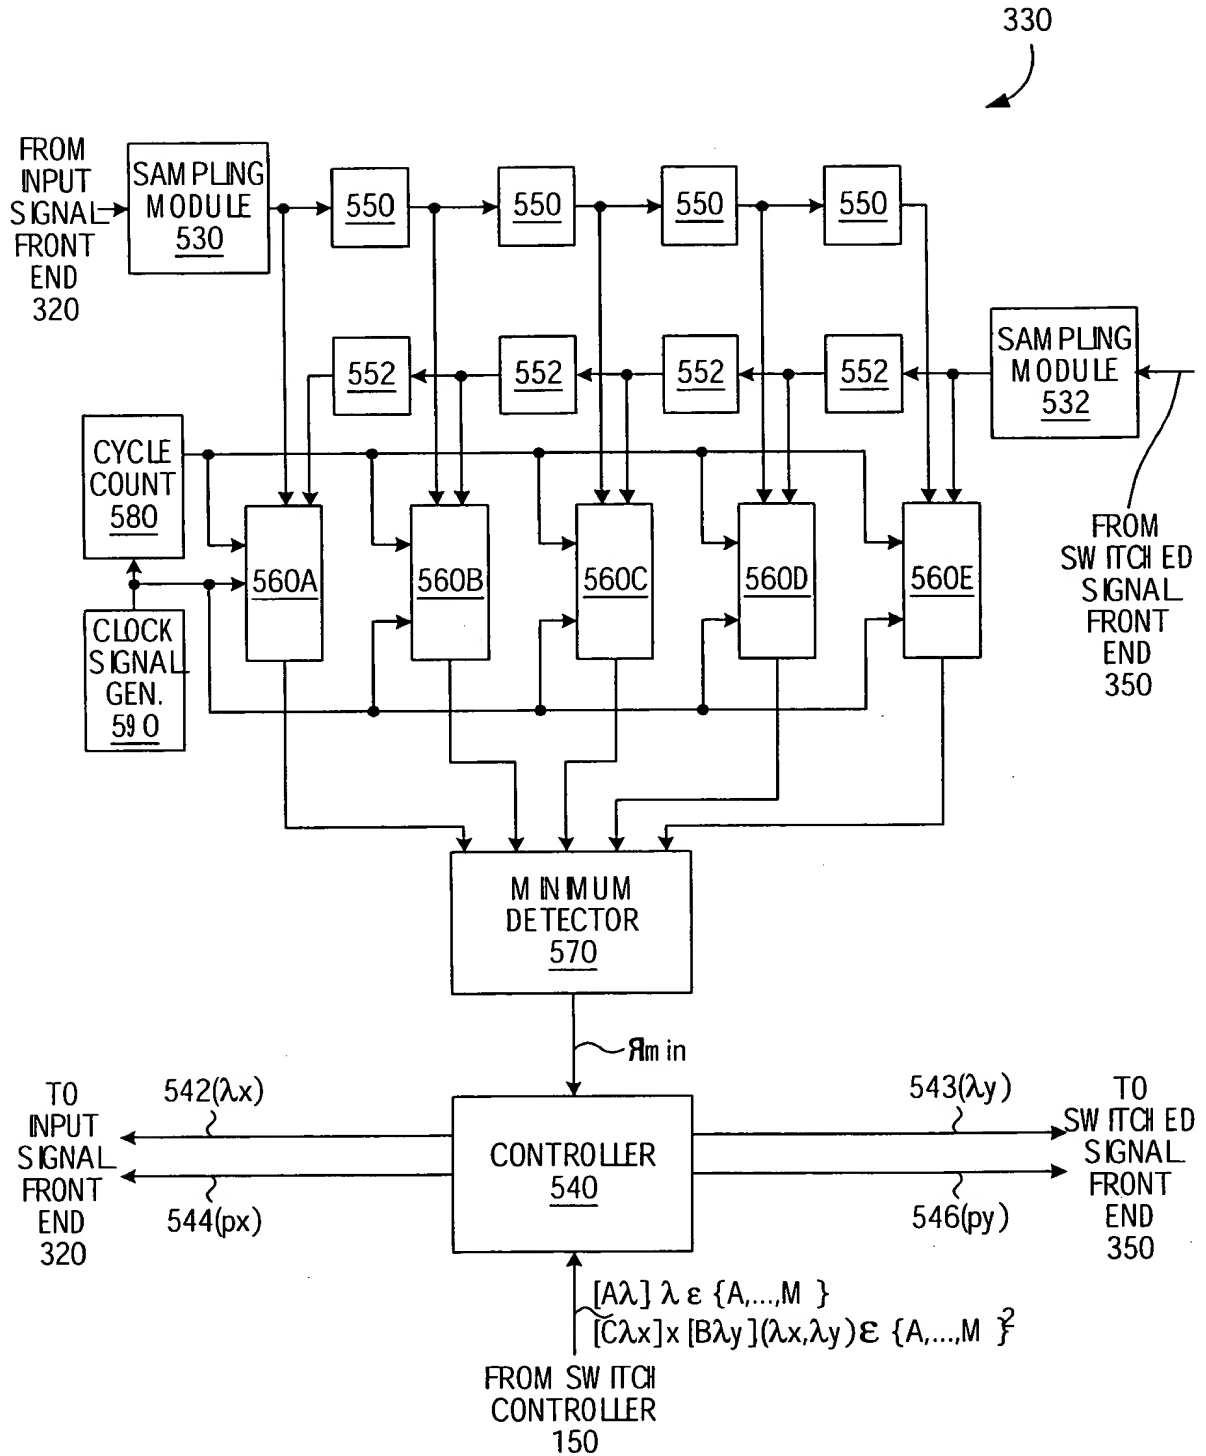 330
FROM
INPUT
SIGNAL
FRONT
END
320
SAMPLING
MODULE
530
550
550
550
550
552
552
552
552
SAMPLING
MODULE
532
CYCLE
COUNT
580
560A
560B
560C
560D
560E
CLOCK
SIGNAL
GEN.
590
FROM
SWITCHED
SIGNAL
FRONT
END
350
MINIMUM
DETECTOR
570
Rmin
TO
INPUT
SIGNAL
FRONT
END
320
542(λx)
544(px)
CONTROLLER
540
543(λy)
546(py)
TO
SWITCHED
SIGNAL
FRONT
END
350
[Aλ] λ ε {A,...,M }
[Cλx] x [Bλy](λx,λy) ε {A,...,M }²
FROM SWITCH
CONTROLLER
150